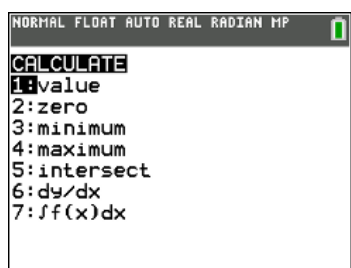 NORMAL FLOAT AUTO REAL RADIAN MP
CALCULATE
1:value
2:zero
3:minimum
4:maximum
5:intersect
6:dy/dx
7:∫f(x)dx